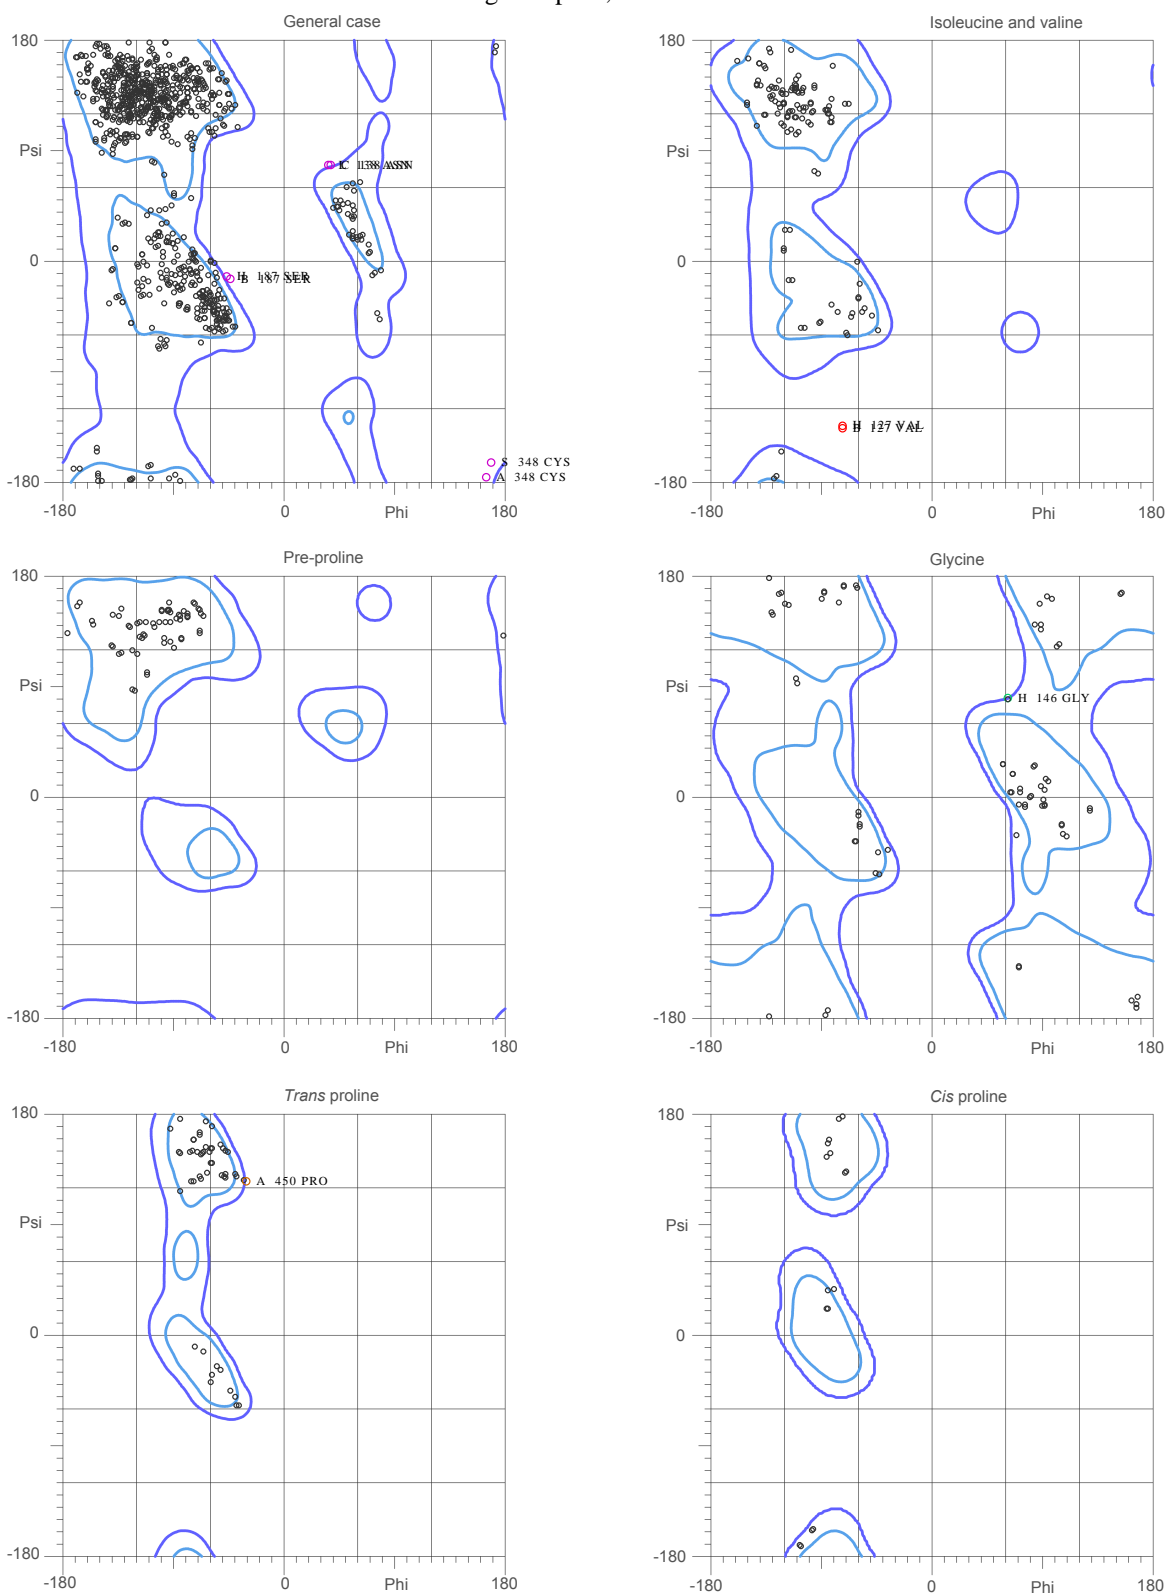 General case
Isoleucine and valine
180
Psi
0
-180
-180
0
Phi
180
138 ASN
H 187 SER
B 187 SER
S 348 CYS
A 348 CYS
180
Psi
0
-180
-180
0
Phi
180
H 127 VAL
B 127 VAL
Pre-proline
Glycine
180
Psi
0
-180
-180
0
Phi
180
180
Psi
0
-180
-180
0
Phi
180
H 146 GLY
Trans proline
Cis proline
180
Psi
0
-180
-180
0
Phi
180
A 450 PRO
180
Psi
0
-180
-180
0
Phi
180